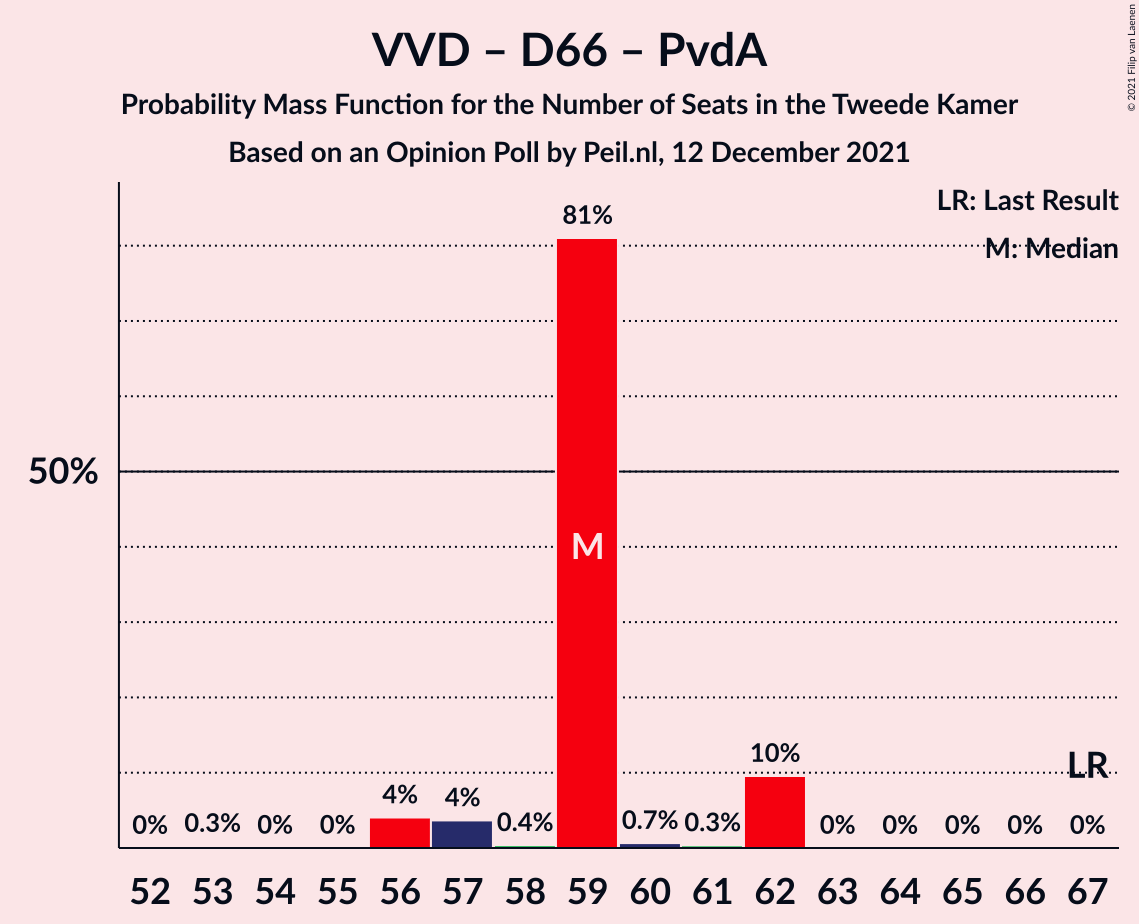 VVD – D66 – PvdA
Probability Mass Function for the Number of Seats in the Tweede Kamer
Based on an Opinion Poll by Peil.nl, 12 December 2021
© 2021 Filip van Laenen
LR: Last Result
M: Median
50%
0% 0.3% 0% 0% 4% 4% 0.4% 81% 0.7% 0.3% 10% 0% 0% 0% 0% 0%
M
LR
52 53 54 55 56 57 58 59 60 61 62 63 64 65 66 67